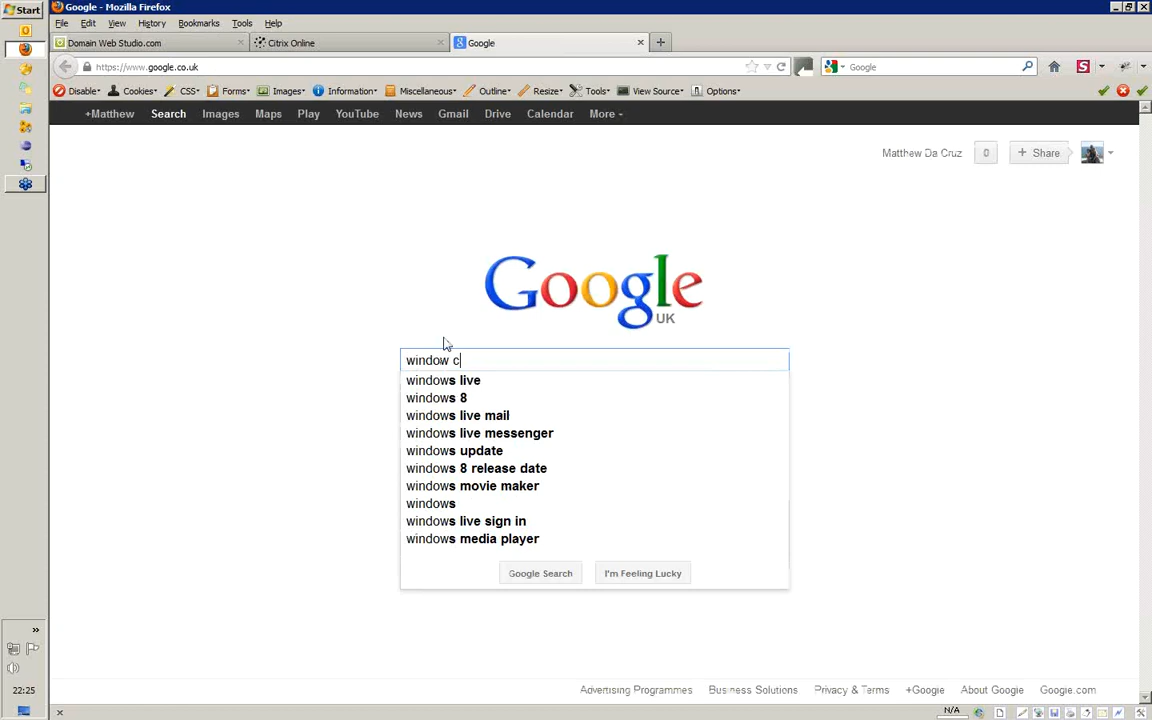 Start
Google - Mozilla Firefox
File Edit View History Bookmarks Tools Help
Domain Web Studio.com
Citrix Online
Google
https://www.google.co.uk
Google
Disable Cookies CSS Forms Images Information Miscellaneous Outline Resize Tools View Source Options
+Matthew Search Images Maps Play YouTube News Gmail Drive Calendar More
Matthew Da Cruz 0 + Share
Google
UK
window c
windows live
windows 8
windows live mail
windows live messenger
windows update
windows 8 release date
windows movie maker
windows
windows live sign in
windows media player
Google Search I'm Feeling Lucky
22:25
Advertising Programmes Business Solutions Privacy & Terms +Google About Google Google.com
N/A